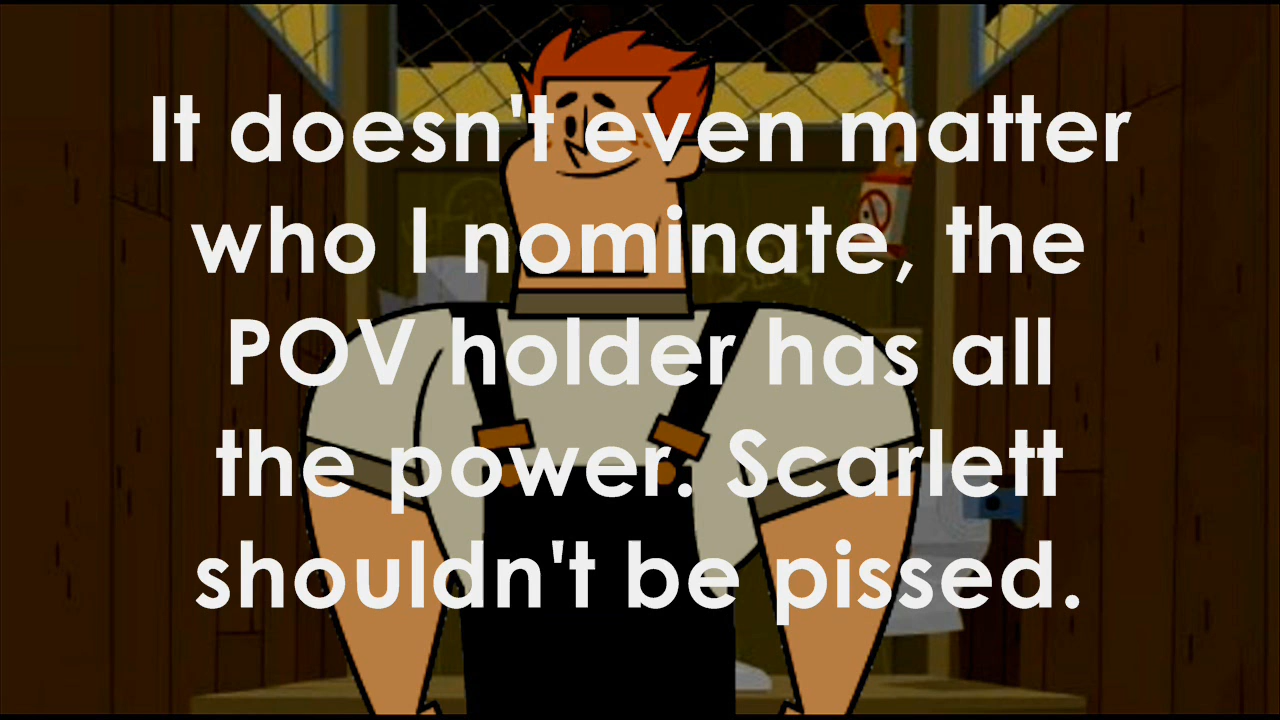 It doesn't even matter
who I nominate, the
POV holder has all
the power. Scarlett
shouldn't be pissed.